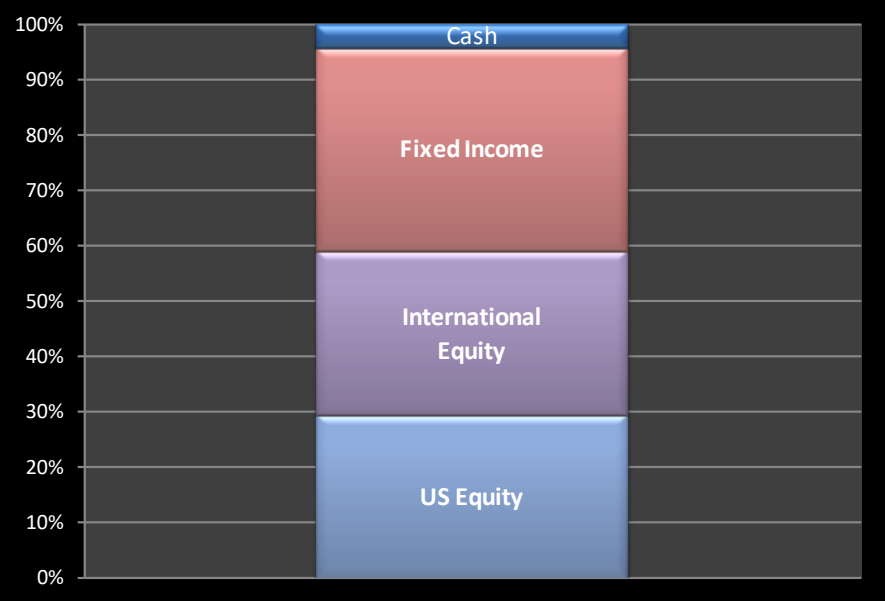 100%
Cash
90%
80%
Fixed Income
70%
60%
50%
International
Equity
40%
30%
20%
US Equity
10%
0%